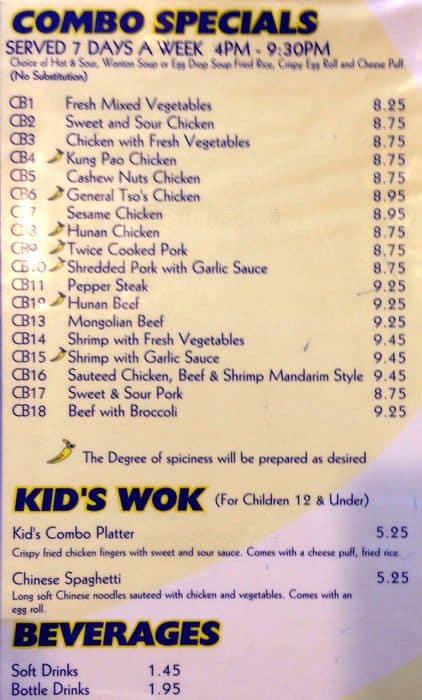 COMBO SPECIALS
SERVED 7 DAYS A WEEK 4PM - 9:30PM
Choice of Hot & Sour, Wonton Soup or Egg Drop Soup Fried Rice, Crispy Egg Roll and Cheese Puff.
(No Substitution)
CB1 Fresh Mixed Vegetables 8.25
CB2 Sweet and Sour Chicken 8.75
CB3 Chicken with Fresh Vegetables 8.75
CB4 Kung Pao Chicken 8.75
CB5 Cashew Nuts Chicken 8.75
CB6 General Tso's Chicken 8.95
C 7 Sesame Chicken 8.95
C 8 Hunan Chicken 8.75
CB9 Twice Cooked Pork 8.75
CB10 Shredded Pork with Garlic Sauce 8.75
CB11 Pepper Steak 9.25
CB12 Hunan Beef 9.25
CB13 Mongolian Beef 9.25
CB14 Shrimp with Fresh Vegetables 9.45
CB15 Shrimp with Garlic Sauce 9.45
CB16 Sauteed Chicken, Beef & Shrimp Mandarim Style 9.45
CB17 Sweet & Sour Pork 8.75
CB18 Beef with Broccoli 9.25
The Degree of spiciness will be prepared as desired
KID'S WOK (For Children 12 & Under)
Kid's Combo Platter 5.25
Crispy fried chicken fingers with sweet and sour sauce. Comes with a cheese puff, fried rice.
Chinese Spaghetti 5.25
Long soft Chinese noodles sauteed with chicken and vegetables. Comes with an
egg roll.
BEVERAGES
Soft Drinks 1.45
Bottle Drinks 1.95